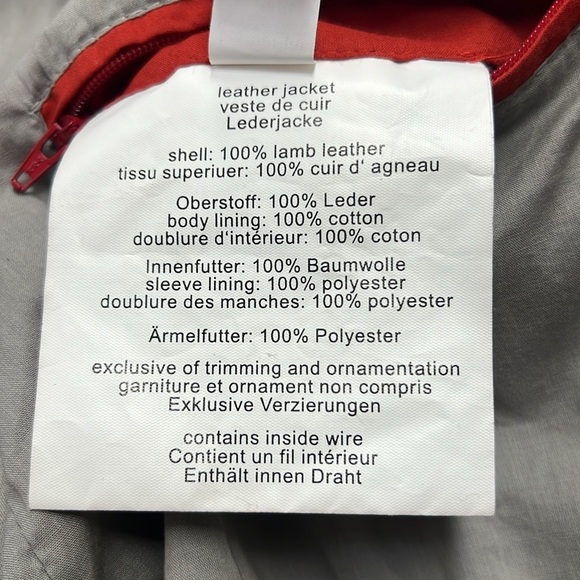 leather jacket
veste de cuir
Lederjacke
shell: 100% lamb leather
tissu superiuer: 100% cuir d' agneau
Oberstoff: 100% Leder
body lining: 100% cotton
doublure d'intérieur: 100% coton
Innenfutter: 100% Baumwolle
sleeve lining: 100% polyester
doublure des manches: 100% polyester
Ärmelfutter: 100% Polyester
exclusive of trimming and ornamentation
garniture et ornament non compris
Exklusive Verzierungen
contains inside wire
Contient un fil intérieur
Enthält innen Draht